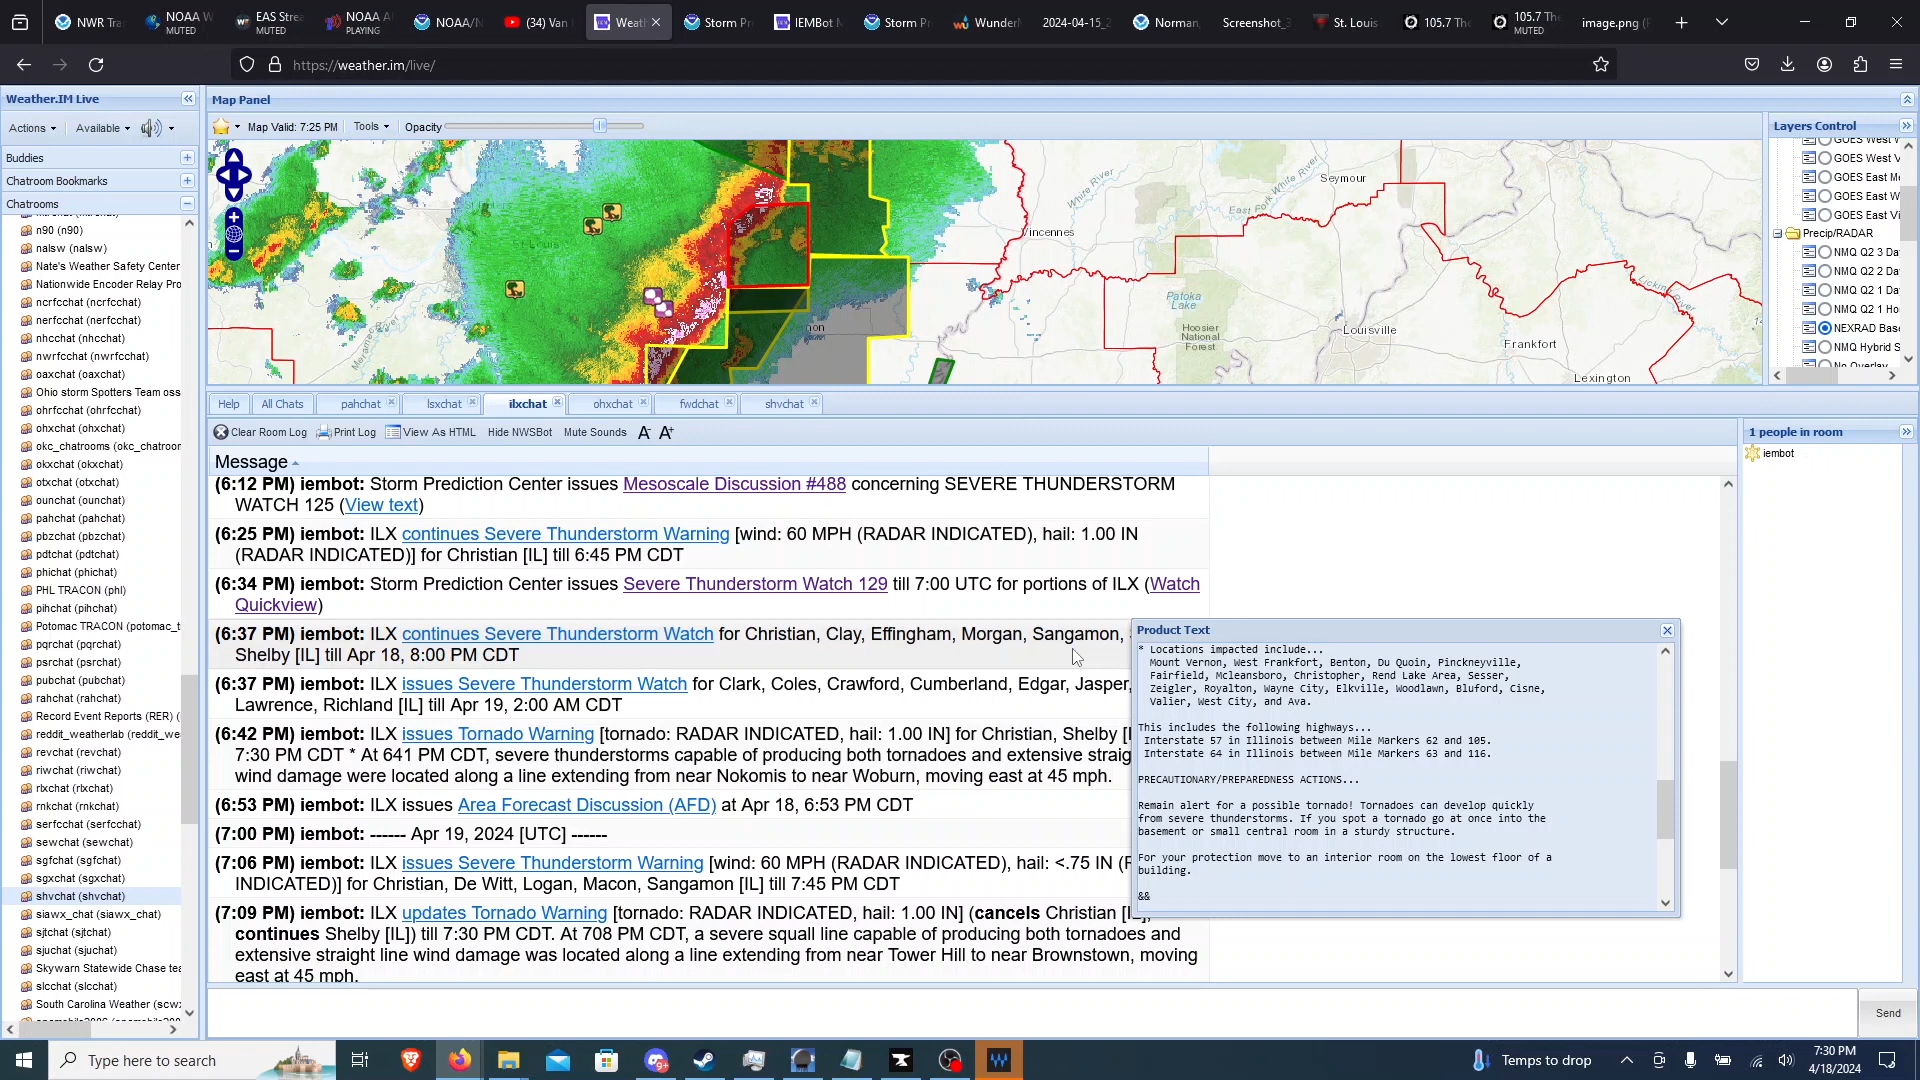 NWR Tra
NOAA W
MUTED
EAS Strea
MUTED
NOAA Al
PLAYING
NOAA/N
(34) Van
Weath
Storm Pr
IEMBot M
Storm Pr
WunderM
2024-04-15_2
Norman,
Screenshot_3
St. Louis
105.7 The
105.7 The
MUTED
image.png (P
https://weather.im/live/
Weather.IM Live
Map Panel
Actions
Available
Map Valid: 7:25 PM
Tools
Opacity
Layers Control
Buddies
Chatroom Bookmarks
Chatrooms
n90 (n90)
nalsw (nalsw)
Nate's Weather Safety Center
Nationwide Encoder Relay Pro
ncrfcchat (ncrfcchat)
nerfcchat (nerfcchat)
nhcchat (nhcchat)
nwrfcchat (nwrfcchat)
oaxchat (oaxchat)
Ohio storm Spotters Team oss
ohrfcchat (ohrfcchat)
ohxchat (ohxchat)
okc_chatrooms (okc_chatroor
okxchat (okxchat)
otxchat (otxchat)
ounchat (ounchat)
pahchat (pahchat)
pbzchat (pbzchat)
pdtchat (pdtchat)
phichat (phichat)
PHL TRACON (phl)
pihchat (pihchat)
Potomac TRACON (potomac_t
pqrchat (pqrchat)
psrchat (psrchat)
pubchat (pubchat)
rahchat (rahchat)
Record Event Reports (RER) (
reddit_weatherlab (reddit_we
revchat (revchat)
riwchat (riwchat)
rlxchat (rlxchat)
rnkchat (rnkchat)
serfcchat (serfcchat)
sewchat (sewchat)
sgfchat (sgfchat)
sgxchat (sgxchat)
shvchat (shvchat)
siawx_chat (siawx_chat)
sjtchat (sjtchat)
sjuchat (sjuchat)
Skywarn Statewide Chase tea
slcchat (slcchat)
South Carolina Weather (scwx
White River
East Fork White River
Seymour
Vincennes
Patoka
Lake
Hoosier
National
Forest
Louisville
Frankfort
Lexington
Licking River
Meramec River
St. Louis
GOES West V
GOES East M
GOES East W
GOES East Vi
Precip/RADAR
NMQ Q2 3 Da
NMQ Q2 2 Da
NMQ Q2 1 Da
NMQ Q2 1 Ho
NEXRAD Base
NMQ Hybrid S
No Overlay
Help
All Chats
pahchat
lsxchat
ilxchat
ohxchat
fwdchat
shvchat
Clear Room Log
Print Log
View As HTML
Hide NWSBot
Mute Sounds
A-
A+
1 people in room
iembot
Message
(6:12 PM) iembot: Storm Prediction Center issues Mesoscale Discussion #488 concerning SEVERE THUNDERSTORM
WATCH 125 (View text)
(6:25 PM) iembot: ILX continues Severe Thunderstorm Warning [wind: 60 MPH (RADAR INDICATED), hail: 1.00 IN
(RADAR INDICATED)] for Christian [IL] till 6:45 PM CDT
(6:34 PM) iembot: Storm Prediction Center issues Severe Thunderstorm Watch 129 till 7:00 UTC for portions of ILX (Watch
Quickview)
(6:37 PM) iembot: ILX continues Severe Thunderstorm Watch for Christian, Clay, Effingham, Morgan, Sangamon,
Shelby [IL] till Apr 18, 8:00 PM CDT
(6:37 PM) iembot: ILX issues Severe Thunderstorm Watch for Clark, Coles, Crawford, Cumberland, Edgar, Jasper,
Lawrence, Richland [IL] till Apr 19, 2:00 AM CDT
(6:42 PM) iembot: ILX issues Tornado Warning [tornado: RADAR INDICATED, hail: 1.00 IN] for Christian, Shelby [I
7:30 PM CDT * At 641 PM CDT, severe thunderstorms capable of producing both tornadoes and extensive straig
wind damage were located along a line extending from near Nokomis to near Woburn, moving east at 45 mph.
(6:53 PM) iembot: ILX issues Area Forecast Discussion (AFD) at Apr 18, 6:53 PM CDT
(7:00 PM) iembot: ------ Apr 19, 2024 [UTC] ------
(7:06 PM) iembot: ILX issues Severe Thunderstorm Warning [wind: 60 MPH (RADAR INDICATED), hail: <.75 IN (R
INDICATED)] for Christian, De Witt, Logan, Macon, Sangamon [IL] till 7:45 PM CDT
(7:09 PM) iembot: ILX updates Tornado Warning [tornado: RADAR INDICATED, hail: 1.00 IN] (cancels Christian [IL],
continues Shelby [IL]) till 7:30 PM CDT. At 708 PM CDT, a severe squall line capable of producing both tornadoes and
extensive straight line wind damage was located along a line extending from near Tower Hill to near Brownstown, moving
east at 45 mph.
Product Text
* Locations impacted include...
Mount Vernon, West Frankfort, Benton, Du Quoin, Pinckneyville,
Fairfield, Mcleansboro, Christopher, Rend Lake Area, Sesser,
Zeigler, Royalton, Wayne City, Elkville, Woodlawn, Bluford, Cisne,
Valier, West City, and Ava.
This includes the following highways...
Interstate 57 in Illinois between Mile Markers 62 and 105.
Interstate 64 in Illinois between Mile Markers 63 and 116.
PRECAUTIONARY/PREPAREDNESS ACTIONS...
Remain alert for a possible tornado! Tornadoes can develop quickly
from severe thunderstorms. If you spot a tornado go at once into the
basement or small central room in a sturdy structure.
For your protection move to an interior room on the lowest floor of a
building.
&&
Send
Type here to search
Temps to drop
7:30 PM
4/18/2024